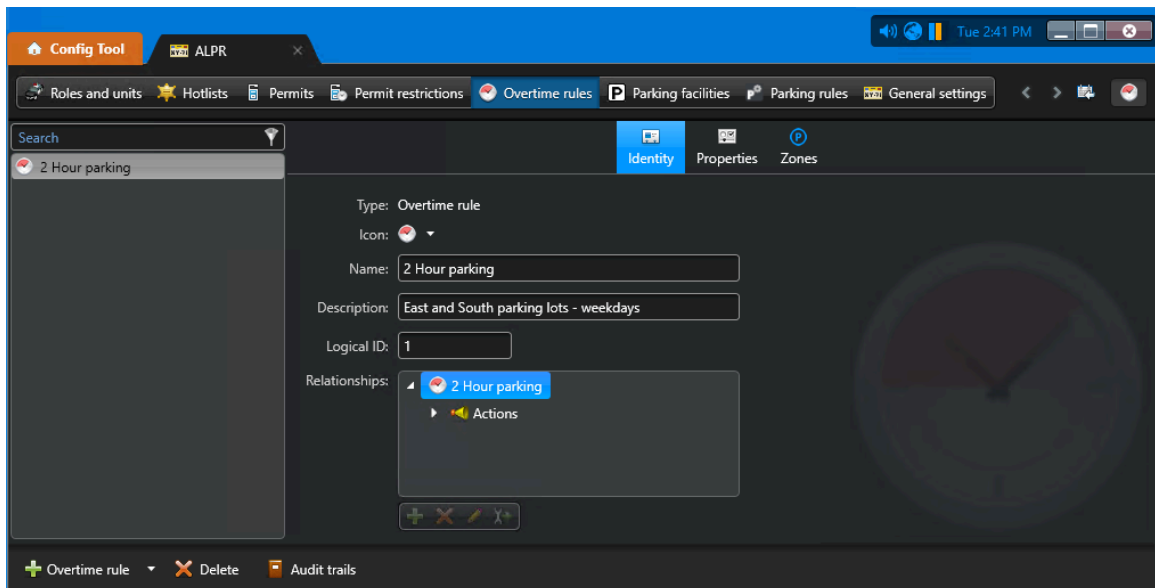 Tue 2:41 PM
Config Tool
ALPR
Roles and units
Hotlists
Permits
Permit restrictions
Overtime rules
P Parking facilities
Parking rules
General settings
Search
2 Hour parking
Identity
Properties
Zones
Type: Overtime rule
Icon:
Name: 2 Hour parking
Description: East and South parking lots - weekdays
Logical ID: 1
Relationships: 2 Hour parking
Actions
Overtime rule
Delete
Audit trails